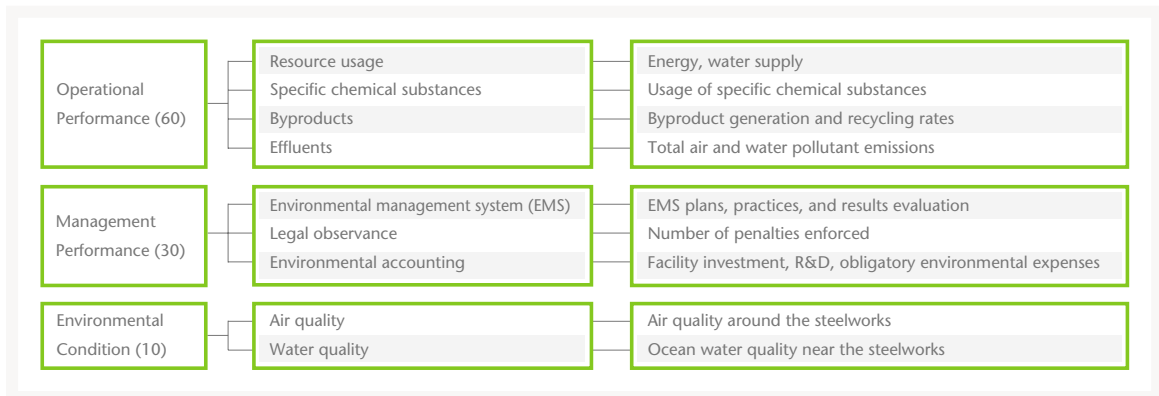 Operational
Performance (60)
Resource usage
Energy, water supply
Specific chemical substances
Usage of specific chemical substances
Byproducts
Byproduct generation and recycling rates
Effluents
Total air and water pollutant emissions
Management
Performance (30)
Environmental management system (EMS)
EMS plans, practices, and results evaluation
Legal observance
Number of penalties enforced
Environmental accounting
Facility investment, R&D, obligatory environmental expenses
Environmental
Condition (10)
Air quality
Air quality around the steelworks
Water quality
Ocean water quality near the steelworks